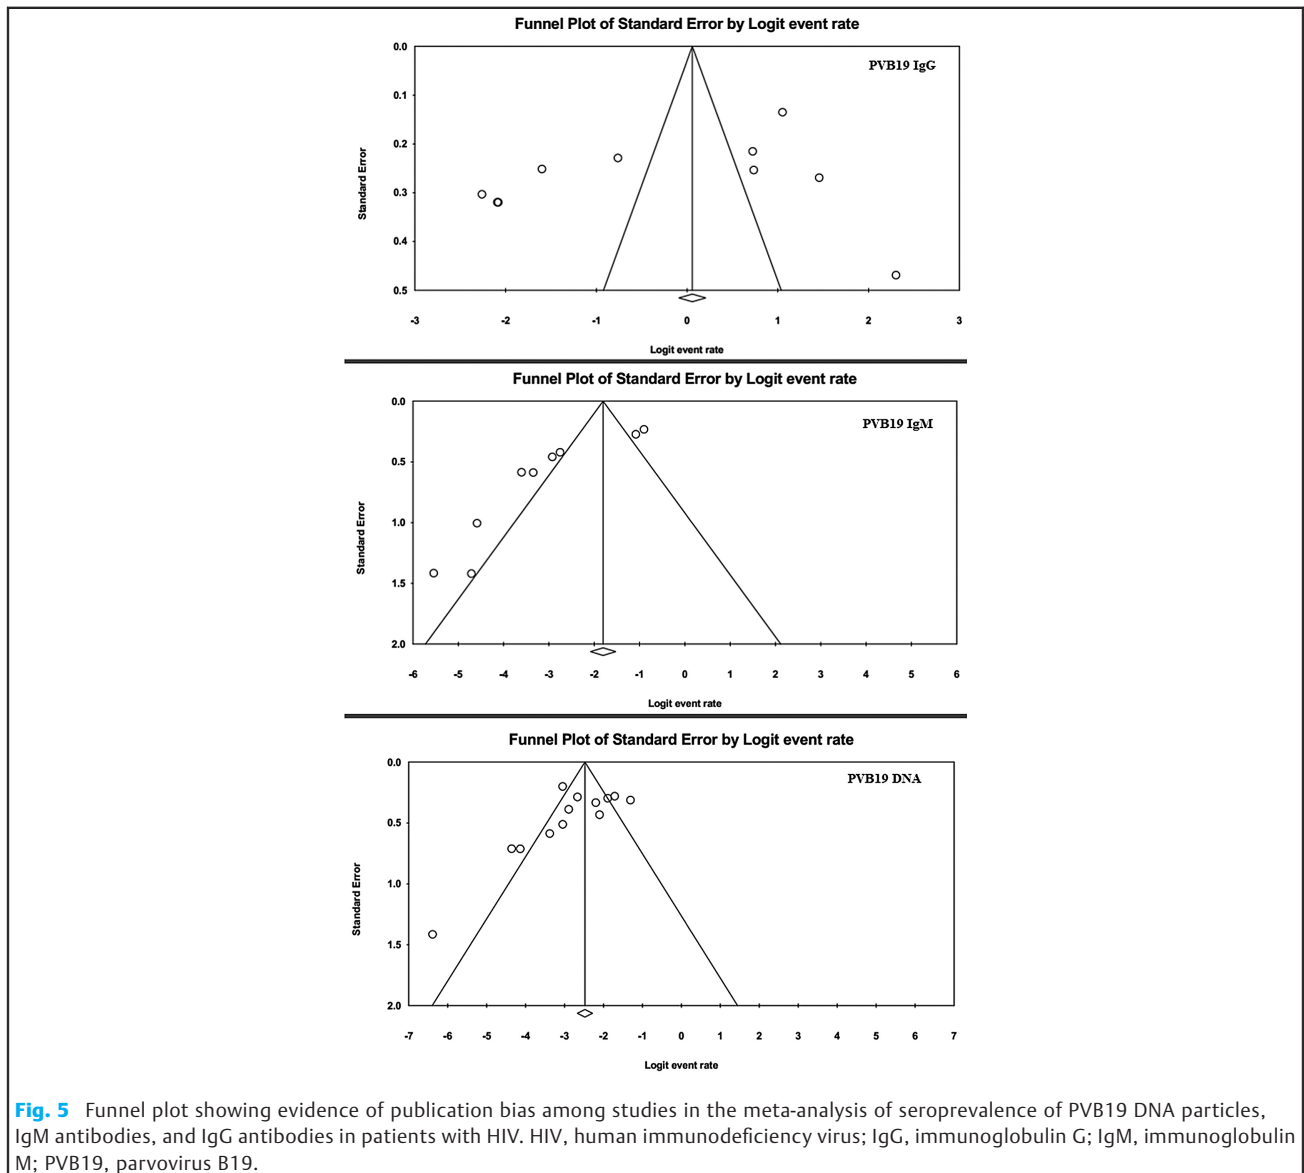 Funnel Plot of Standard Error by Logit event rate
PVB19 IgG
0.0
0.1
0.2
0.3
0.4
0.5
Standard Error
-3 -2 -1 0 1 2 3
Logit event rate
Funnel Plot of Standard Error by Logit event rate
PVB19 IgM
0.0
0.5
1.0
1.5
2.0
Standard Error
-6 -5 -4 -3 -2 -1 0 1 2 3 4 5 6
Logit event rate
Funnel Plot of Standard Error by Logit event rate
PVB19 DNA
0.0
0.5
1.0
1.5
2.0
Standard Error
-7 -6 -5 -4 -3 -2 -1 0 1 2 3 4 5 6 7
Logit event rate
Fig. 5 Funnel plot showing evidence of publication bias among studies in the meta-analysis of seroprevalence of PVB19 DNA particles,
IgM antibodies, and IgG antibodies in patients with HIV. HIV, human immunodeficiency virus; IgG, immunoglobulin G; IgM, immunoglobulin
M; PVB19, parvovirus B19.